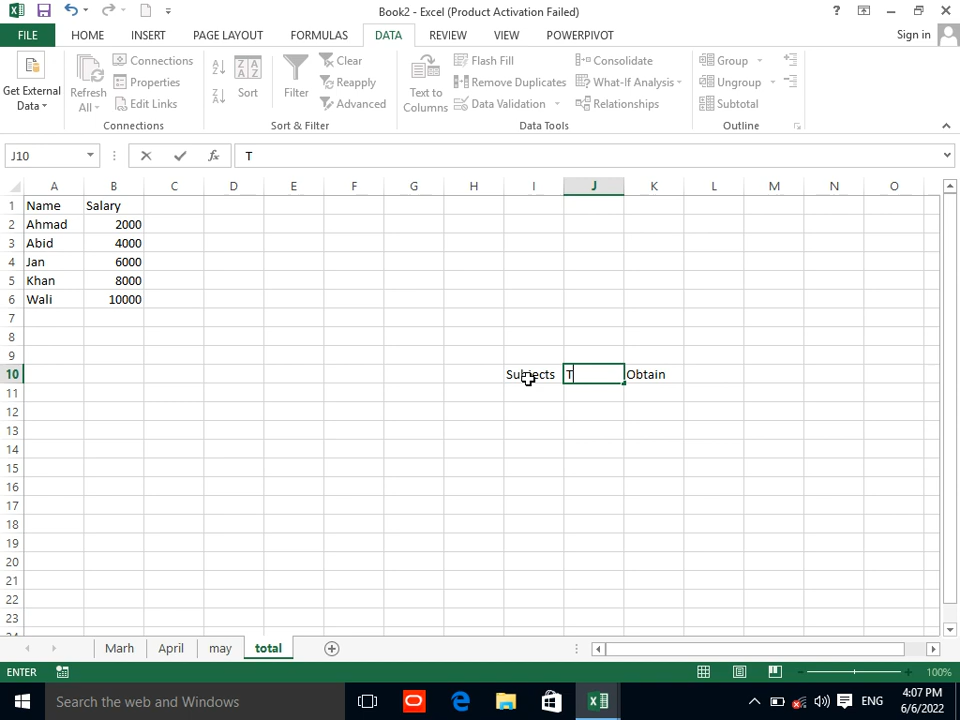 Book2 - Excel (Product Activation Failed)
?
FILE HOME INSERT PAGE LAYOUT FORMULAS DATA REVIEW VIEW POWERPIVOT Sign in
Get External Data
Refresh All
Connections
Properties
Edit Links
Connections
A Z
Z A
Sort
Filter
Clear
Reapply
Advanced
Sort & Filter
Text to Columns
Flash Fill
Remove Duplicates
Data Validation
Consolidate
What-If Analysis
Relationships
Data Tools
Group
Ungroup
Subtotal
Outline
J10 fx T
A B C D E F G H I J K L M N O
1 Name Salary
2 Ahmad 2000
3 Abid 4000
4 Jan 6000
5 Khan 8000
6 Wali 10000
7
8
9
10 Subjects T Obtain
11
12
13
14
15
16
17
18
19
20
21
22
23
Marh April may total
ENTER 100%
Search the web and Windows
ENG
4:07 PM
6/6/2022